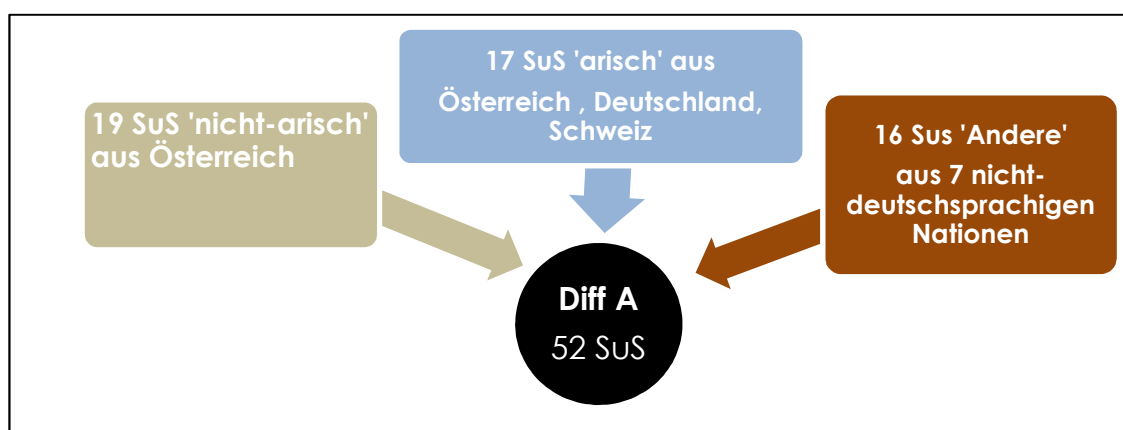 19 SuS 'nicht-arisch'
aus Österreich
17 SuS 'arisch' aus
Österreich , Deutschland,
Schweiz
16 Sus 'Andere'
aus 7 nicht-
deutschsprachigen
Nationen
Diff A
52 SuS